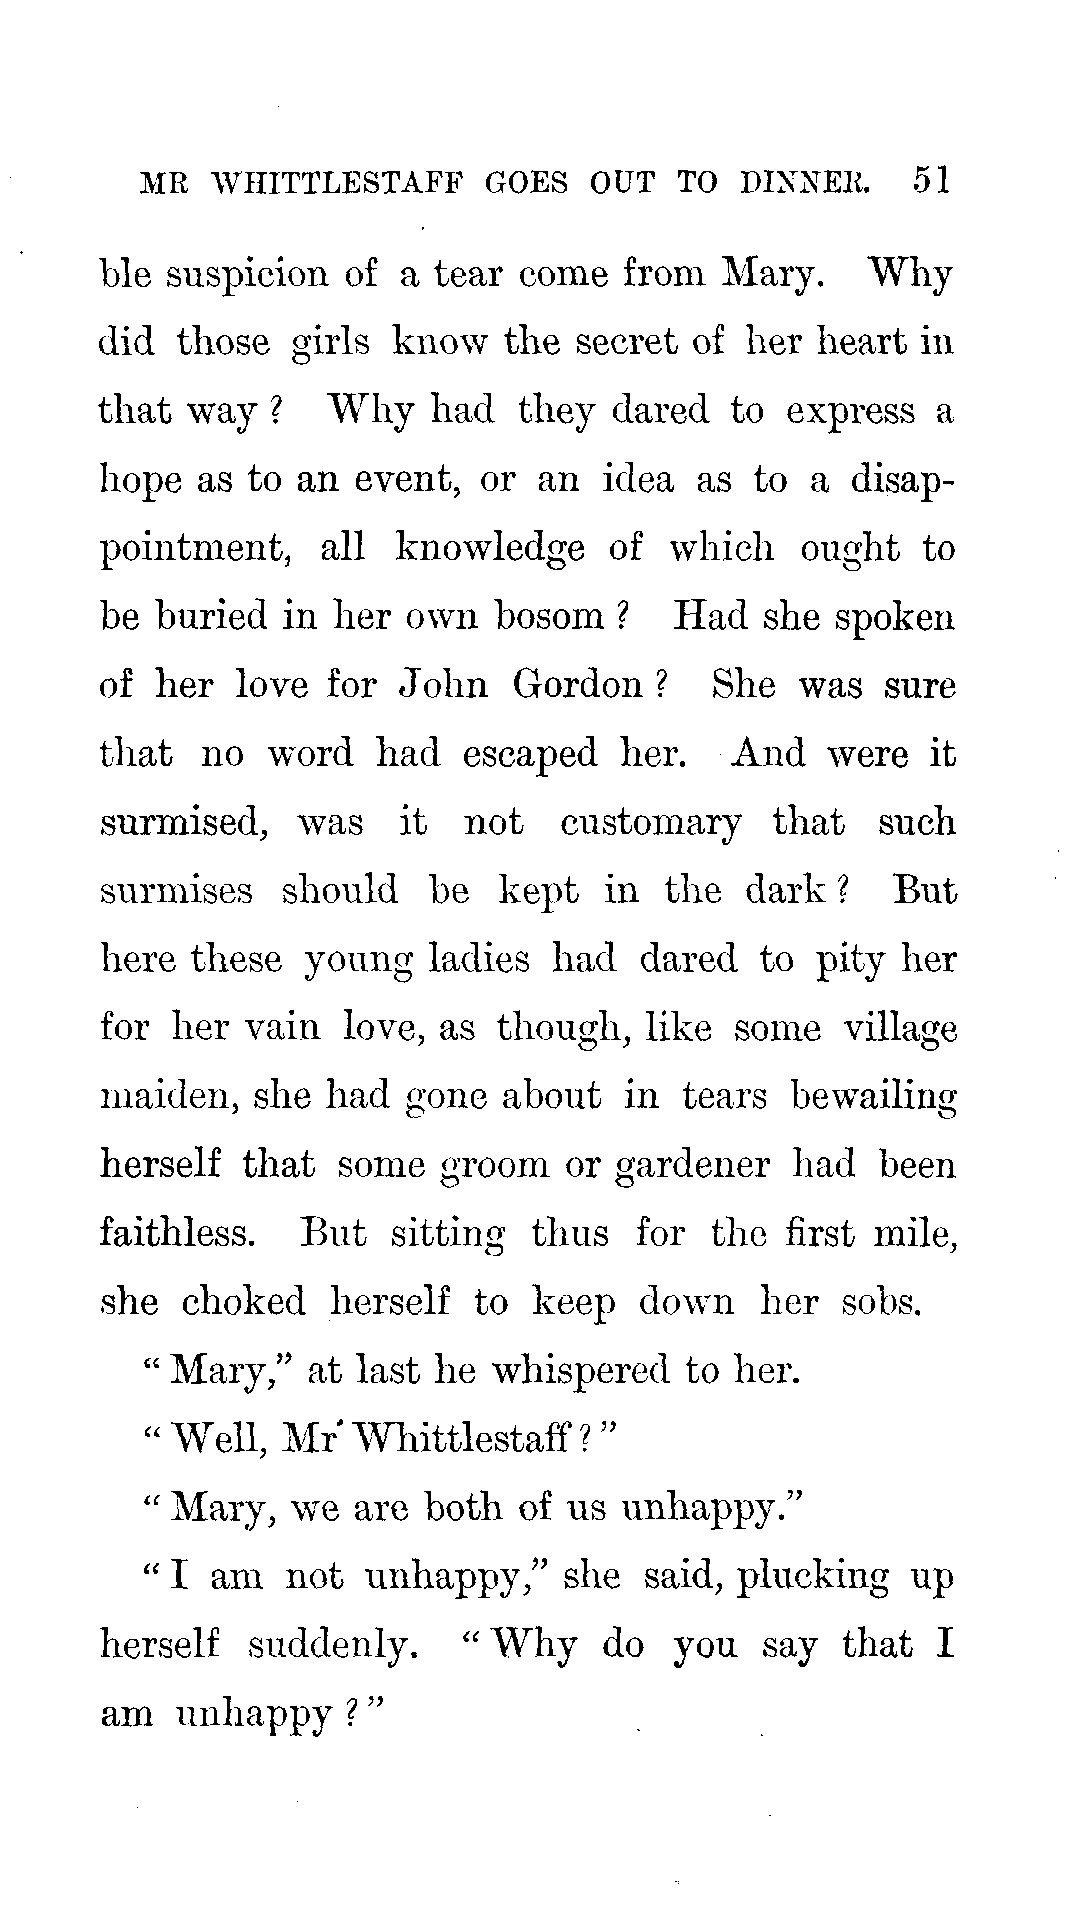 MR WHITTLESTAFF GOES OUT TO DINNER. 51
ble suspicion of a tear come from Mary. Why
did those girls know the secret of her heart in
that way? Why had they dared to express a
hope as to an event, or an idea as to a disap-
pointment, all knowledge of which ought to
be buried in her own bosom? Had she spoken
of her love for John Gordon? She was sure
that no word had escaped her. And were it
surmised, was it not customary that such
surmises should be kept in the dark? But
here these young ladies had dared to pity her
for her vain love, as though, like some village
maiden, she had gone about in tears bewailing
herself that some groom or gardener had been
faithless. But sitting thus for the first mile,
she choked herself to keep down her sobs.
“Mary,” at last he whispered to her.
“Well, Mr Whittlestaff?”
“Mary, we are both of us unhappy.”
“I am not unhappy,” she said, plucking up
herself suddenly. “Why do you say that I
am unhappy?”